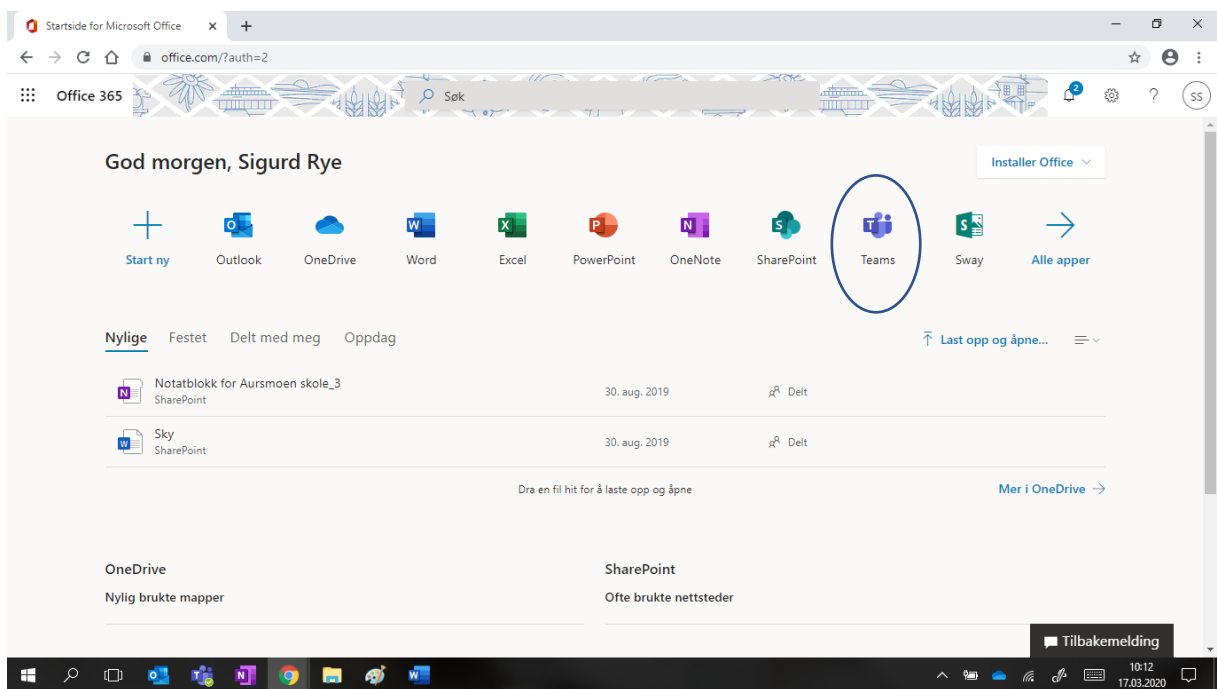 Startside for Microsoft Office
office.com/?auth=2
Office 365
Søk
2
?
SS
God morgen, Sigurd Rye
Installer Office
Start ny
Outlook
OneDrive
Word
Excel
PowerPoint
OneNote
SharePoint
Teams
Sway
Alle apper
Nylige Festet Delt med meg Oppdag
Last opp og åpne...
Notatblokk for Aursmoen skole_3
SharePoint
30. aug. 2019
Delt
Sky
SharePoint
30. aug. 2019
Delt
Dra en fil hit for å laste opp og åpne
Mer i OneDrive
OneDrive
Nylig brukte mapper
SharePoint
Ofte brukte nettsteder
Tilbakemelding
10:12
17.03.2020